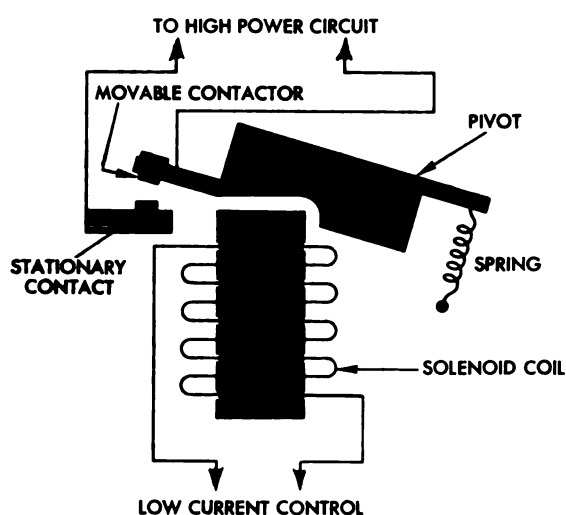 TO HIGH POWER CIRCUIT
MOVABLE CONTACTOR
PIVOT
STATIONARY
CONTACT
SPRING
SOLENOID COIL
LOW CURRENT CONTROL